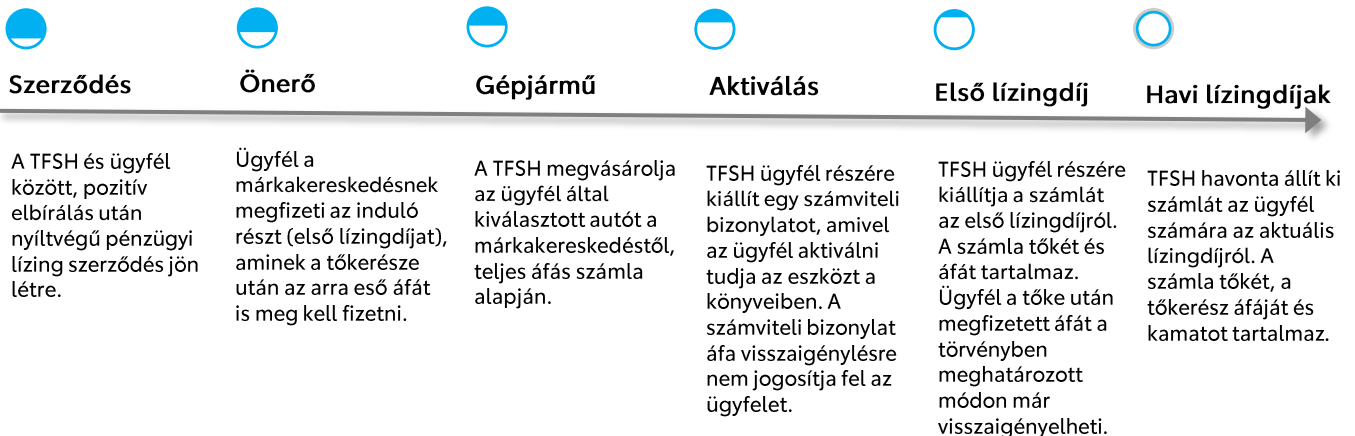 Szerződés
Önerő
Gépjármű
Aktiválás
Első lízingdíj
Havi lízingdíjak
A TFSH és ügyfél
között, pozitív
elbírálás után
nyíltvégű pénzügyi
lízing szerződés jön
létre.
Ügyfél a
márkakereskedésnek
megfizeti az induló
részt (első lízingdíjat),
aminek a tőkerésze
után az arra eső áfát
is meg kell fizetni.
A TFSH megvásárolja
az ügyfél által
kiválasztott autót a
márkakereskedéstől,
teljes áfás számla
alapján.
TFSH ügyfél részére
kiállít egy számviteli
bizonylatot, amivel
az ügyfél aktiválni
tudja az eszközt a
könyveiben. A
számviteli bizonylat
áfa visszaigénylésre
nem jogosítja fel az
ügyfelet.
TFSH ügyfél részére
kiállítja a számlát
az első lízingdíjról.
A számla tőkét és
áfát tartalmaz.
Ügyfél a tőke után
megfizetett áfát a
törvényben
meghatározott
módon már
visszaigényelheti.
TFSH havonta állít ki
számlát az ügyfél
számára az aktuális
lízingdíjról. A
számla tőkét, a
tőkerész áfáját és
kamatot tartalmaz.